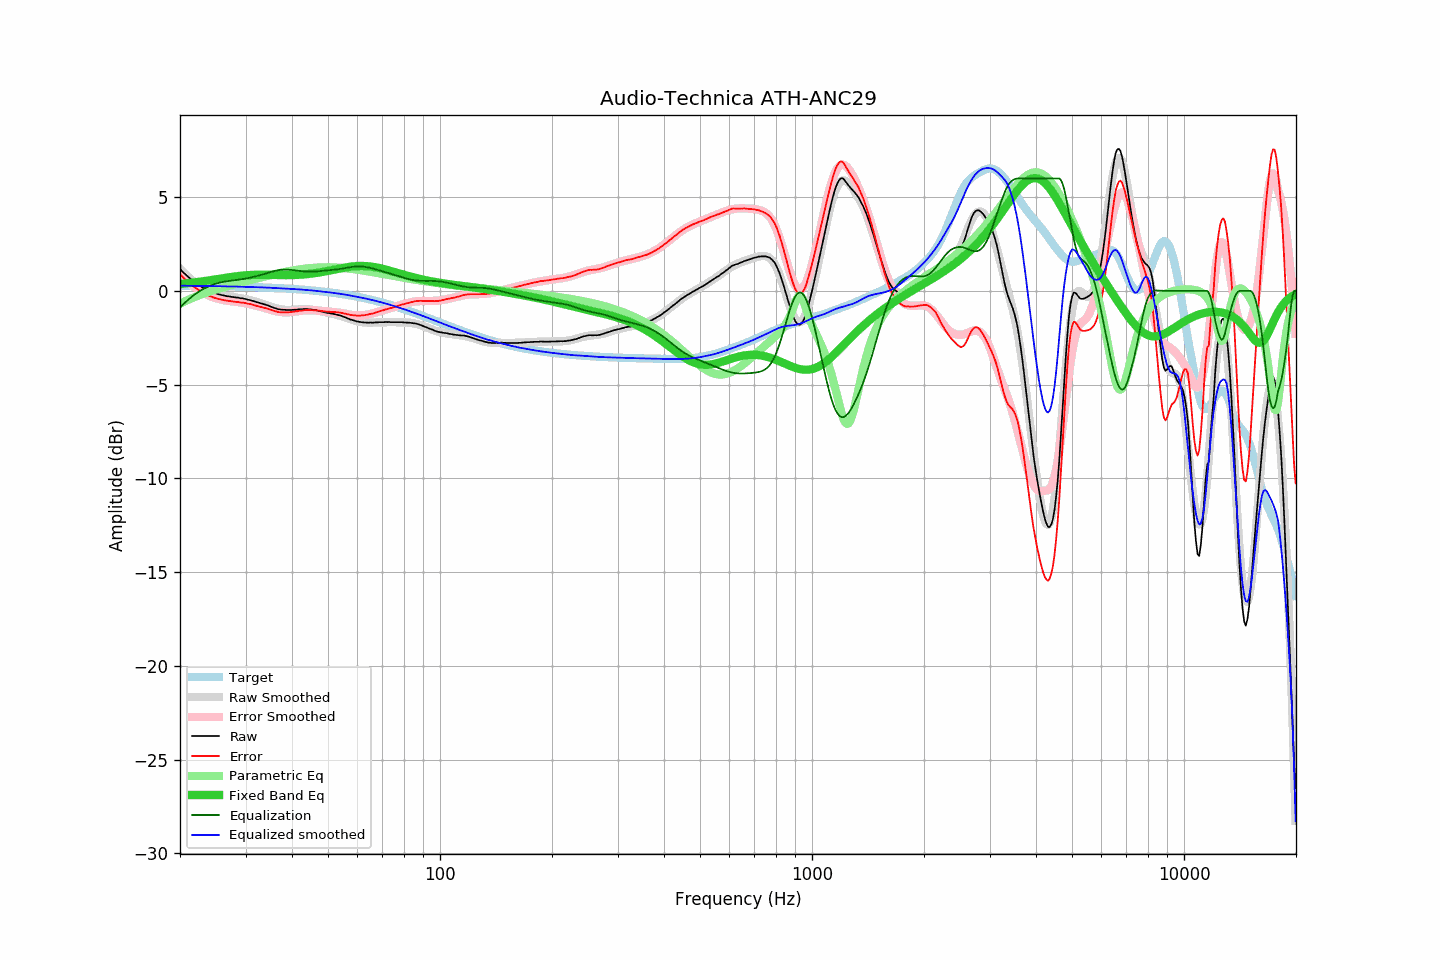 Audio-Technica ATH-ANC29
Amplitude (dBr)
5
0
−5
−10
−15
−20
−25
−30
Target
Raw Smoothed
Error Smoothed
Raw
Error
Parametric Eq
Fixed Band Eq
Equalization
Equalized smoothed
100 1000 10000
Frequency (Hz)